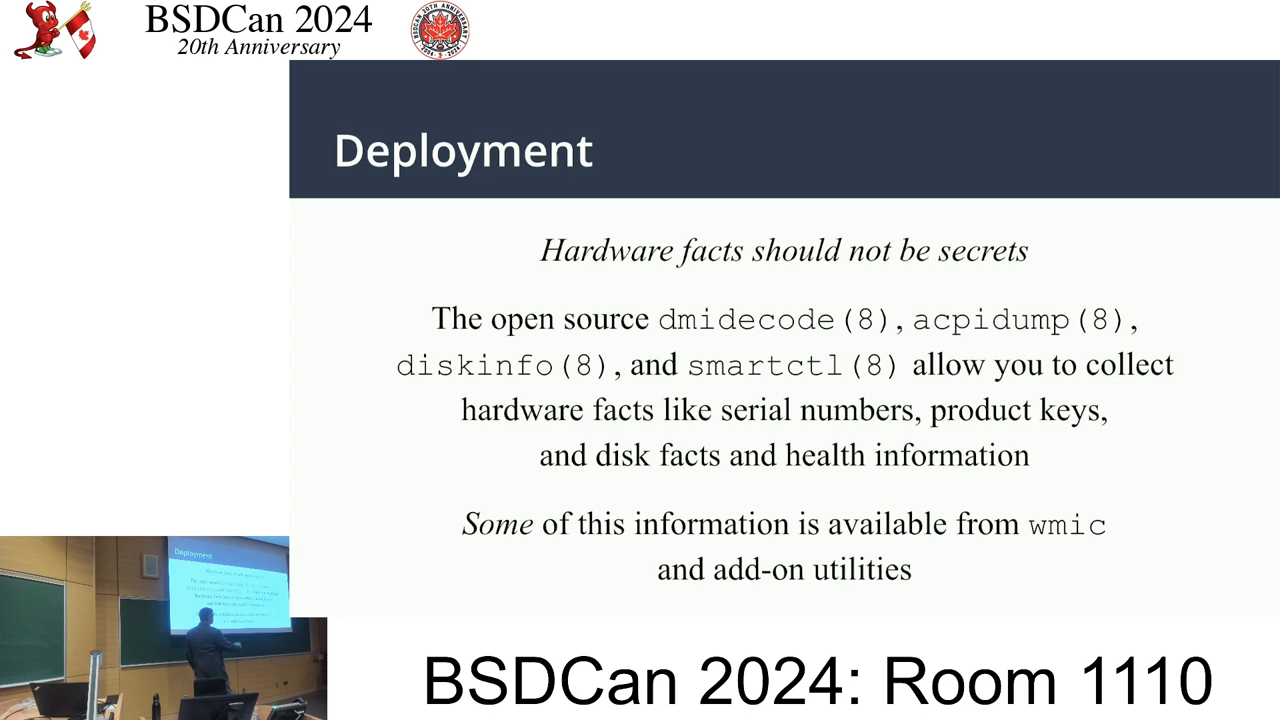 BSDCan 2024
20th Anniversary
Deployment
Hardware facts should not be secrets
The open source dmidecode(8), acpidump(8),
diskinfo(8), and smartctl(8) allow you to collect
hardware facts like serial numbers, product keys,
and disk facts and health information
Some of this information is available from wmic
and add-on utilities
Deployment
BSDCan 2024: Room 1110